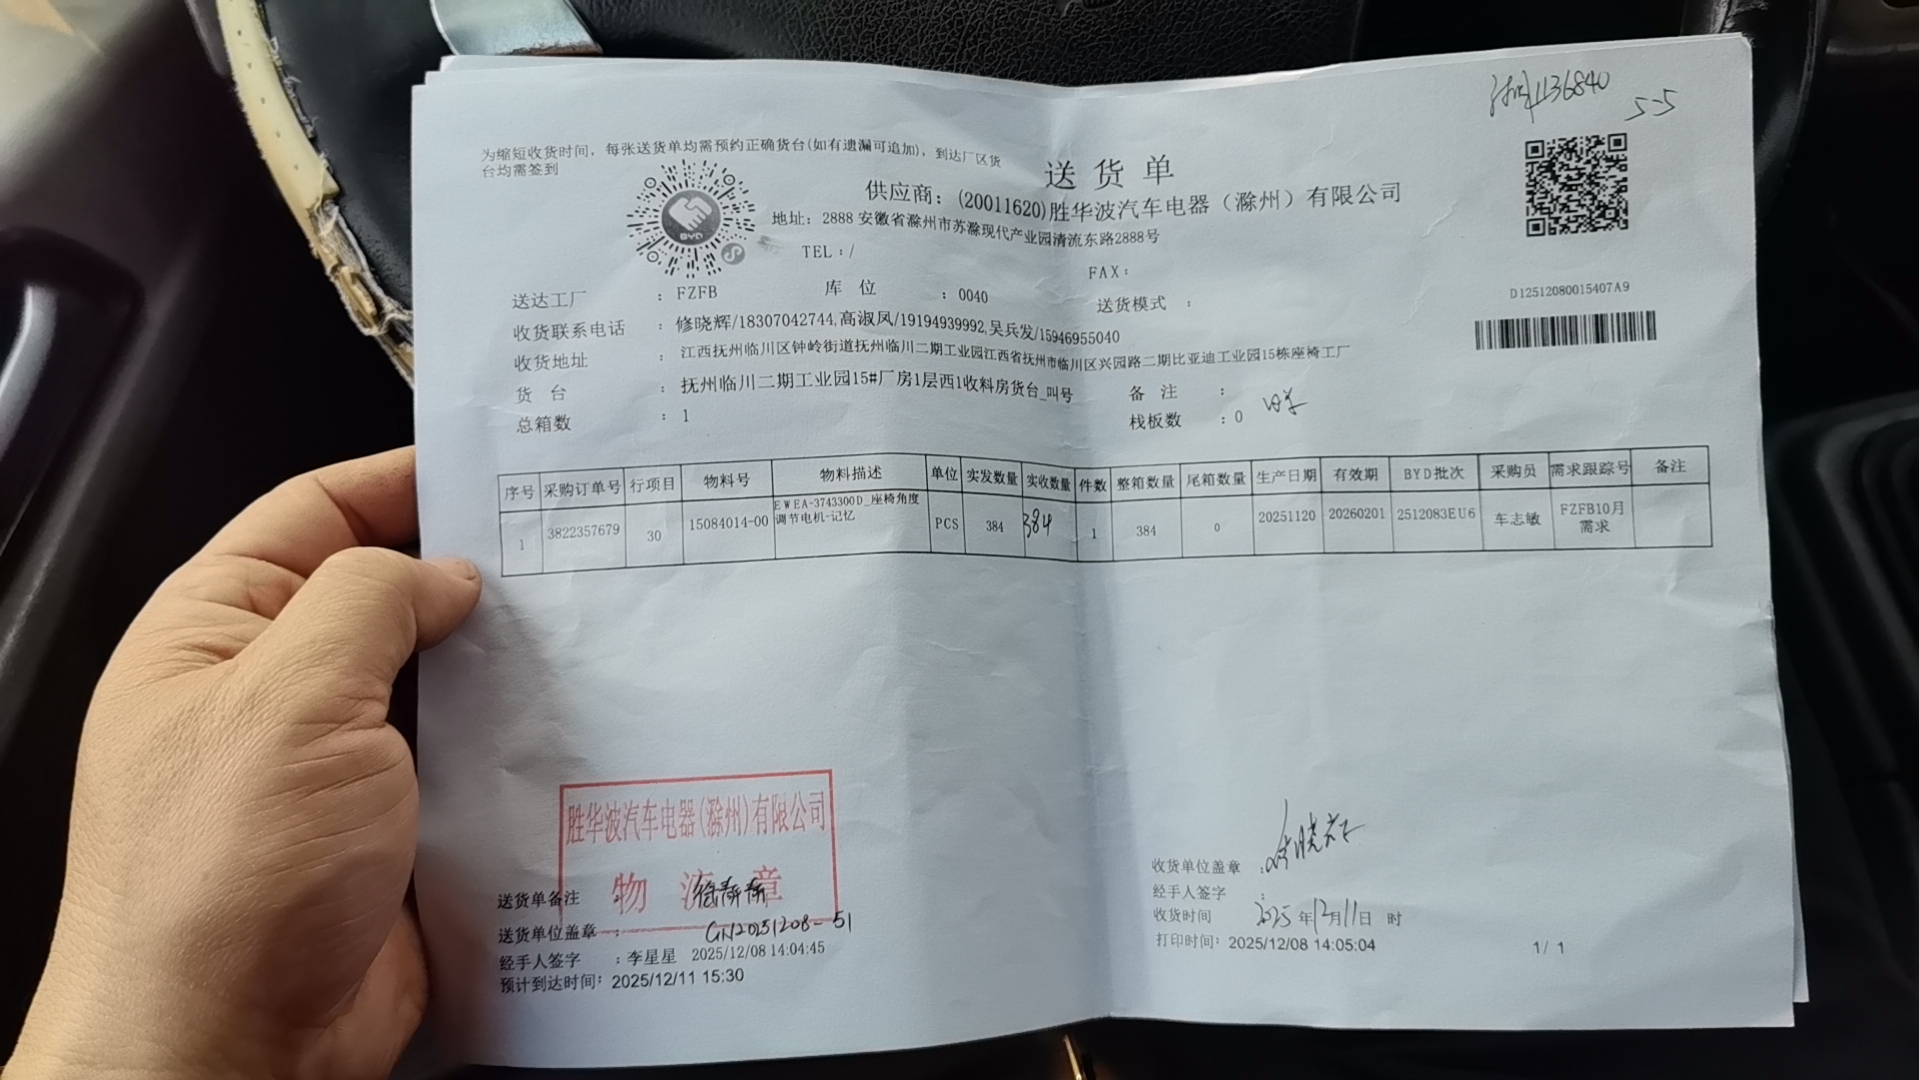 1136840
5-5
为缩短收货时间，每张送货单均需预约正确货台(如有遗漏可追加)，到达厂区货
台均需签到
送 货 单
供应商：(20011620)胜华波汽车电器（滁州）有限公司
地址：2888 安徽省滁州市苏滁现代产业园清流东路2888号
TEL：/
FAX：
BYD
D12512080015407A9
送达工厂 ：FZFB 库 位 ：0040 送货模式 ：
收货联系电话 ：修晓辉/18307042744,高淑凤/19194939992,吴兵发/15946955040
收货地址 ：江西抚州临川区钟岭街道抚州临川二期工业园江西省抚州市临川区兴园路二期比亚迪工业园15栋座椅工厂
货 台 ：抚州临川二期工业园15#厂房1层西1收料房货台_叫号 备 注 ：
总箱数 ：1 栈板数 ：0
序号 采购订单号 行项目 物料号 物料描述 单位 实发数量 实收数量 件数 整箱数量 尾箱数量 生产日期 有效期 BYD批次 采购员 需求跟踪号 备注
1 3822357679 30 15084014-00 EWEA-3743300D_座椅角度调节电机-记忆 PCS 384 384 1 384 0 20251120 20260201 2512083EU6 车志敏 FZFB10月需求
胜华波汽车电器(滁州)有限公司
物 流 章
送货单备注
送货单位盖章 ： GN20251208-51
经手人签字 ：李星星 2025/12/08 14:04:45
预计到达时间：2025/12/11 15:30
收货单位盖章 ：
经手人签字 ：
收货时间 2025年12月11日 时
打印时间：2025/12/08 14:05:04
1/ 1